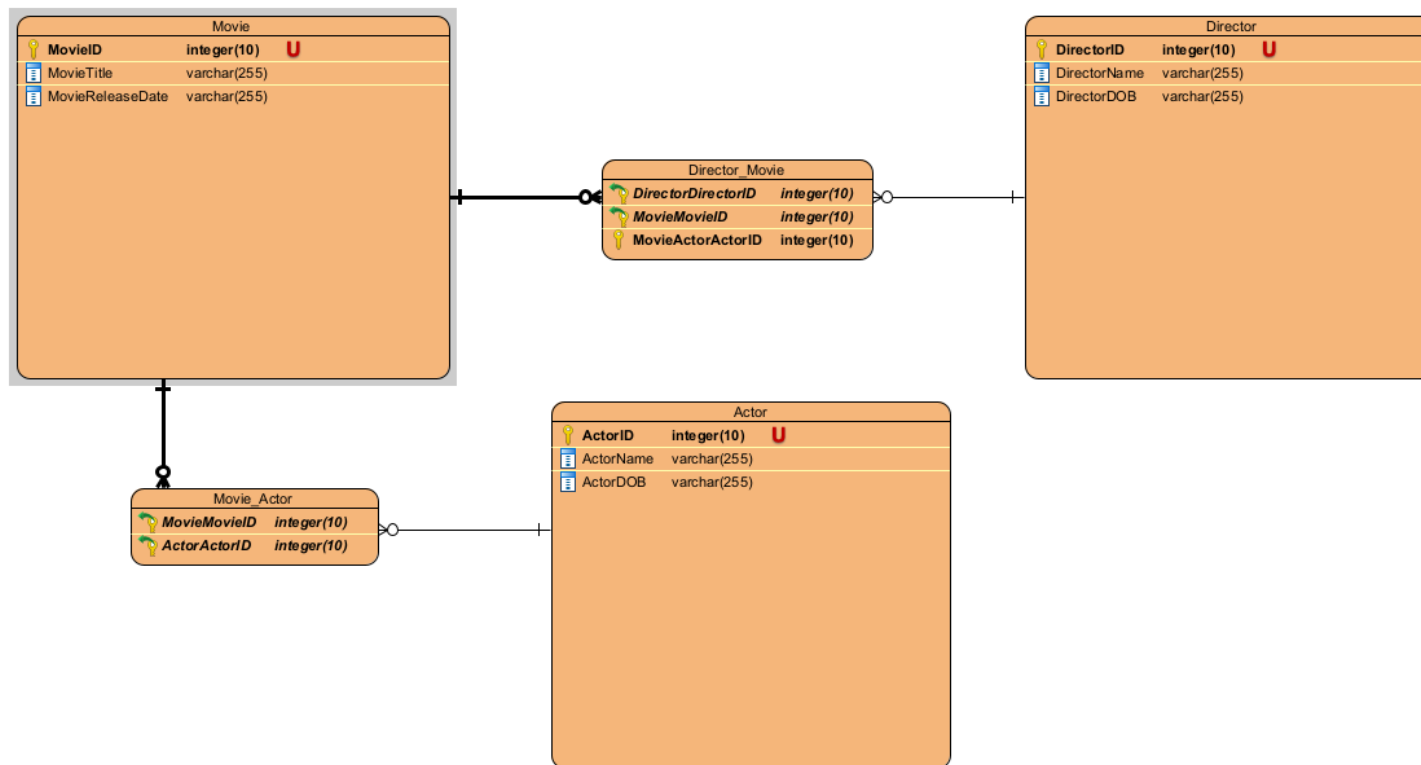 Movie
MovieID integer(10) U
MovieTitle varchar(255)
MovieReleaseDate varchar(255)
Director
DirectorID integer(10) U
DirectorName varchar(255)
DirectorDOB varchar(255)
Director_Movie
DirectorDirectorID integer(10)
MovieMovieID integer(10)
MovieActorActorID integer(10)
Actor
ActorID integer(10) U
ActorName varchar(255)
ActorDOB varchar(255)
Movie_Actor
MovieMovieID integer(10)
ActorActorID integer(10)